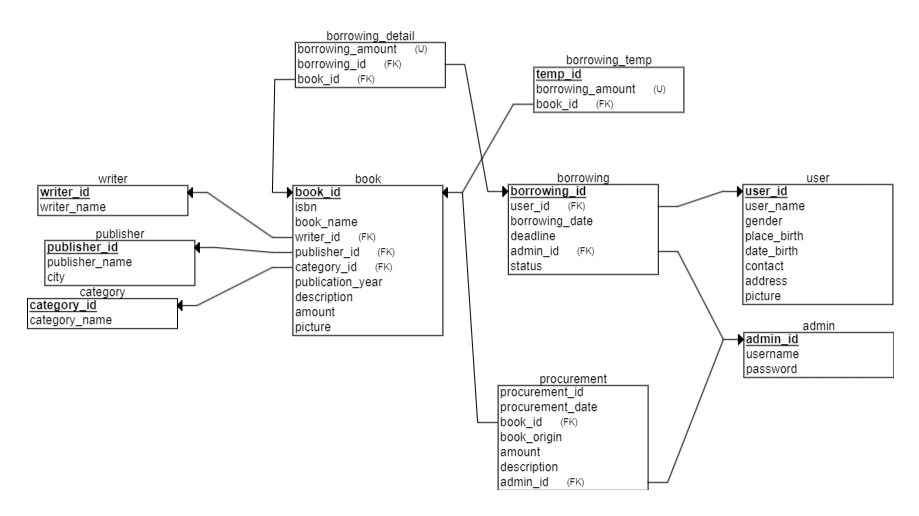 borrowing_detail
borrowing_amount (U)
borrowing_id (FK)
book_id (FK)
borrowing_temp
temp_id
borrowing_amount (U)
book_id (FK)
writer
writer_id
writer_name
publisher
publisher_id
publisher_name
city
category
category_id
category_name
book
book_id
isbn
book_name
writer_id (FK)
publisher_id (FK)
category_id (FK)
publication_year
description
amount
picture
borrowing
borrowing_id
user_id (FK)
borrowing_date
deadline
admin_id (FK)
status
user
user_id
user_name
gender
place_birth
date_birth
contact
address
picture
admin
admin_id
username
password
procurement
procurement_id
procurement_date
book_id (FK)
book_origin
amount
description
admin_id (FK)